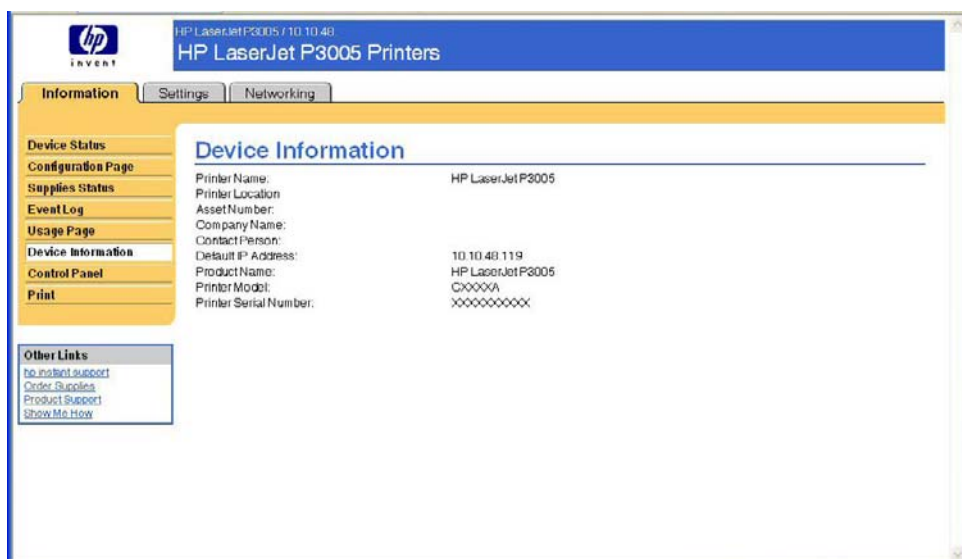 hp
invent
HP LaserJet P3005 / 10.10.48
HP LaserJet P3005 Printers
Information
Settings
Networking
Device Status
Configuration Page
Supplies Status
Event Log
Usage Page
Device Information
Control Panel
Print
Other Links
hp instant support
Order Supplies
Product Support
Show Me How
Device Information
Printer Name: HP LaserJet P3005
Printer Location
Asset Number:
Company Name:
Contact Person:
Default IP Address: 10.10.48.119
Product Name: HP LaserJet P3005
Printer Model: CXXXXA
Printer Serial Number: XXXXXXXXXX